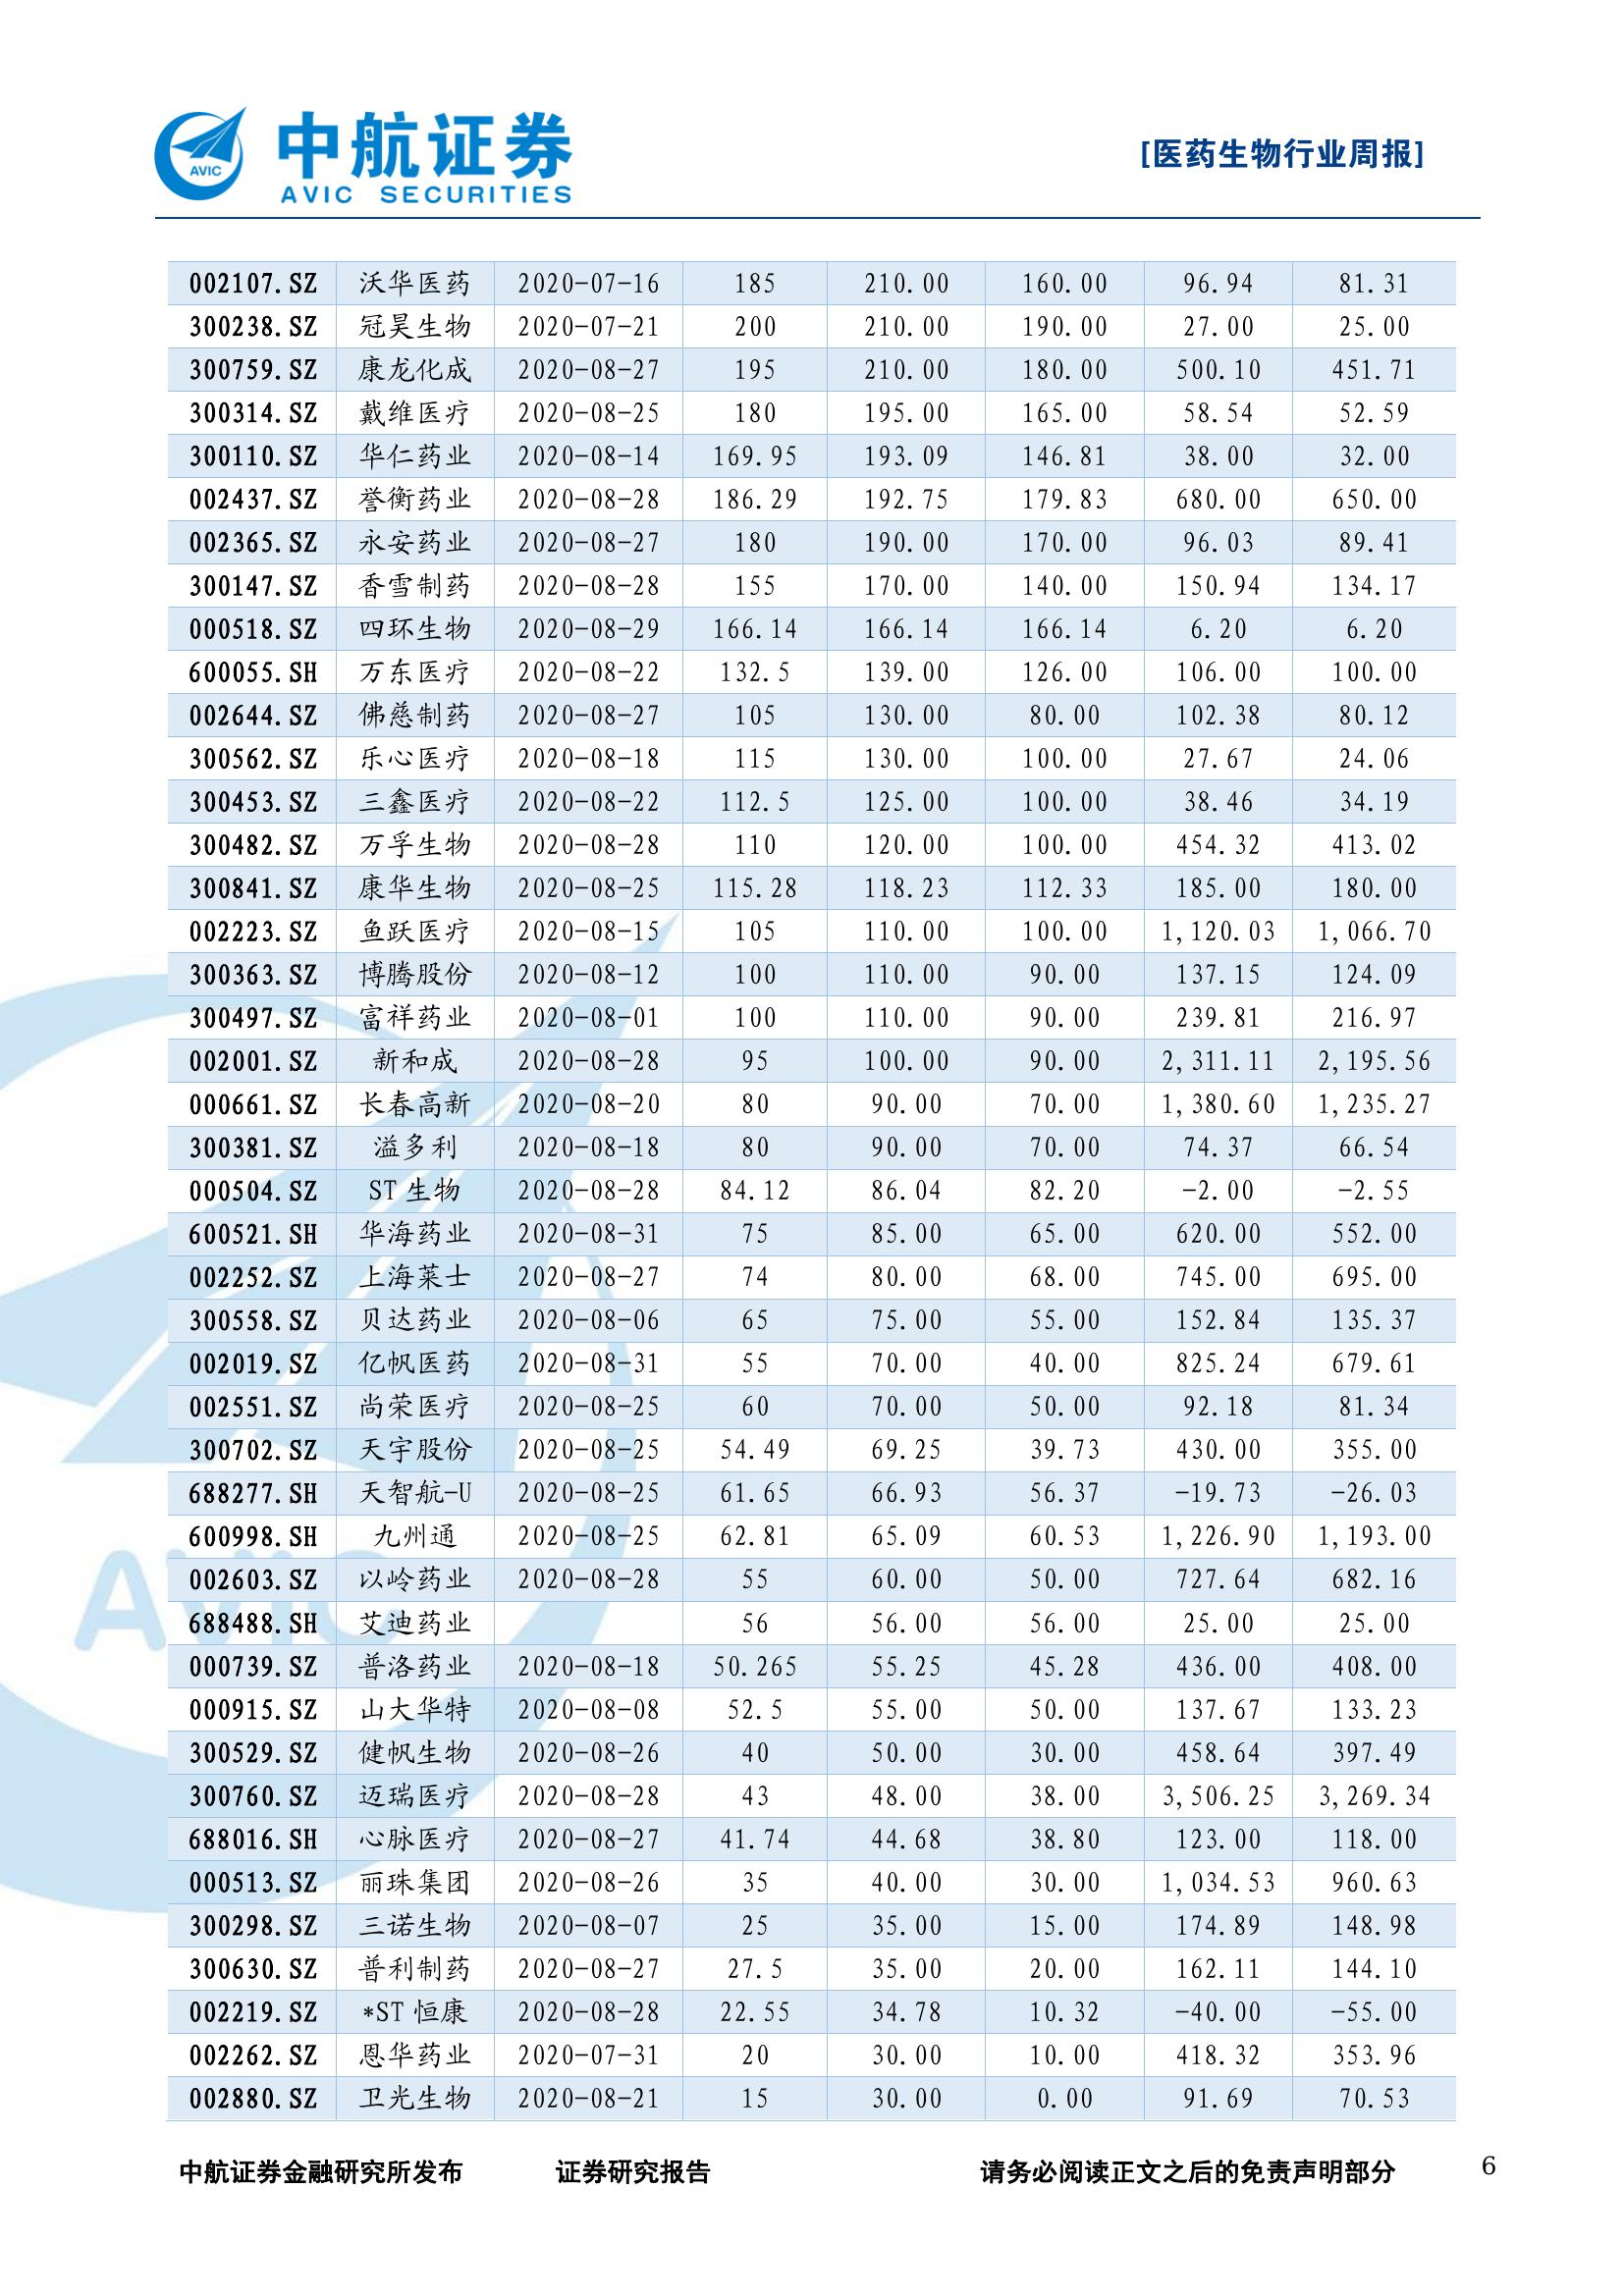 中航证券
AVIC SECURITIES
AVIC
[医药生物行业周报]
002107.SZ 沃华医药 2020-07-16 185 210.00 160.00 96.94 81.31
300238.SZ 冠昊生物 2020-07-21 200 210.00 190.00 27.00 25.00
300759.SZ 康龙化成 2020-08-27 195 210.00 180.00 500.10 451.71
300314.SZ 戴维医疗 2020-08-25 180 195.00 165.00 58.54 52.59
300110.SZ 华仁药业 2020-08-14 169.95 193.09 146.81 38.00 32.00
002437.SZ 誉衡药业 2020-08-28 186.29 192.75 179.83 680.00 650.00
002365.SZ 永安药业 2020-08-27 180 190.00 170.00 96.03 89.41
300147.SZ 香雪制药 2020-08-28 155 170.00 140.00 150.94 134.17
000518.SZ 四环生物 2020-08-29 166.14 166.14 166.14 6.20 6.20
600055.SH 万东医疗 2020-08-22 132.5 139.00 126.00 106.00 100.00
002644.SZ 佛慈制药 2020-08-27 105 130.00 80.00 102.38 80.12
300562.SZ 乐心医疗 2020-08-18 115 130.00 100.00 27.67 24.06
300453.SZ 三鑫医疗 2020-08-22 112.5 125.00 100.00 38.46 34.19
300482.SZ 万孚生物 2020-08-28 110 120.00 100.00 454.32 413.02
300841.SZ 康华生物 2020-08-25 115.28 118.23 112.33 185.00 180.00
002223.SZ 鱼跃医疗 2020-08-15 105 110.00 100.00 1,120.03 1,066.70
300363.SZ 博腾股份 2020-08-12 100 110.00 90.00 137.15 124.09
300497.SZ 富祥药业 2020-08-01 100 110.00 90.00 239.81 216.97
002001.SZ 新和成 2020-08-28 95 100.00 90.00 2,311.11 2,195.56
000661.SZ 长春高新 2020-08-20 80 90.00 70.00 1,380.60 1,235.27
300381.SZ 溢多利 2020-08-18 80 90.00 70.00 74.37 66.54
000504.SZ ST生物 2020-08-28 84.12 86.04 82.20 -2.00 -2.55
600521.SH 华海药业 2020-08-31 75 85.00 65.00 620.00 552.00
002252.SZ 上海莱士 2020-08-27 74 80.00 68.00 745.00 695.00
300558.SZ 贝达药业 2020-08-06 65 75.00 55.00 152.84 135.37
002019.SZ 亿帆医药 2020-08-31 55 70.00 40.00 825.24 679.61
002551.SZ 尚荣医疗 2020-08-25 60 70.00 50.00 92.18 81.34
300702.SZ 天宇股份 2020-08-25 54.49 69.25 39.73 430.00 355.00
688277.SH 天智航-U 2020-08-25 61.65 66.93 56.37 -19.73 -26.03
600998.SH 九州通 2020-08-25 62.81 65.09 60.53 1,226.90 1,193.00
002603.SZ 以岭药业 2020-08-28 55 60.00 50.00 727.64 682.16
688488.SH 艾迪药业 56 56.00 56.00 25.00 25.00
000739.SZ 普洛药业 2020-08-18 50.265 55.25 45.28 436.00 408.00
000915.SZ 山大华特 2020-08-08 52.5 55.00 50.00 137.67 133.23
300529.SZ 健帆生物 2020-08-26 40 50.00 30.00 458.64 397.49
300760.SZ 迈瑞医疗 2020-08-28 43 48.00 38.00 3,506.25 3,269.34
688016.SH 心脉医疗 2020-08-27 41.74 44.68 38.80 123.00 118.00
000513.SZ 丽珠集团 2020-08-26 35 40.00 30.00 1,034.53 960.63
300298.SZ 三诺生物 2020-08-07 25 35.00 15.00 174.89 148.98
300630.SZ 普利制药 2020-08-27 27.5 35.00 20.00 162.11 144.10
002219.SZ *ST恒康 2020-08-28 22.55 34.78 10.32 -40.00 -55.00
002262.SZ 恩华药业 2020-07-31 20 30.00 10.00 418.32 353.96
002880.SZ 卫光生物 2020-08-21 15 30.00 0.00 91.69 70.53
AVIC
中航证券金融研究所发布 证券研究报告 请务必阅读正文之后的免责声明部分 6